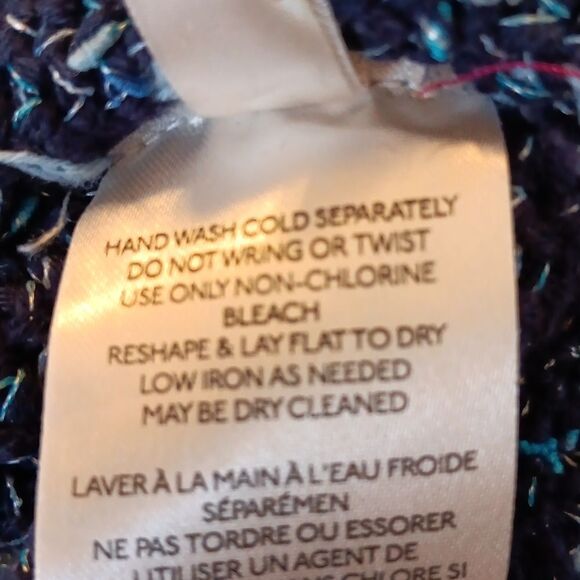 HAND WASH COLD SEPARATELY
DO NOT WRING OR TWIST
USE ONLY NON-CHLORINE
BLEACH
RESHAPE & LAY FLAT TO DRY
LOW IRON AS NEEDED
MAY BE DRY CLEANED
LAVER À LA MAIN À L'EAU FROIDE
SÉPARÉMEN
NE PAS TORDRE OU ESSORER
UTILISER UN AGENT DE
CHLORE SI